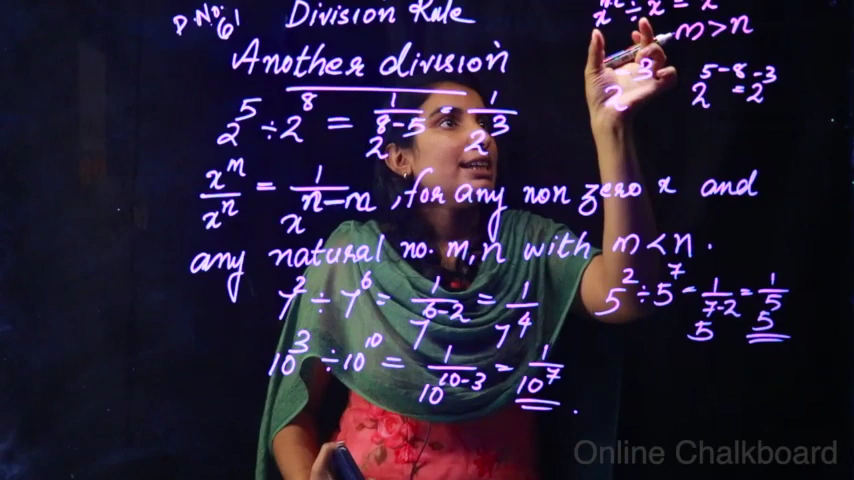 P.No: 61
Division Rule
x^m ÷ x^n = x
m > n
Another division
2^-3
2^5-8 = 2^-3
2^5 ÷ 2^8 = 1/2^8-5 = 1/2^3
x^m/x^n = 1/x^n-m , for any non zero x and
any natural no. m, n with m < n.
7^2 ÷ 7^6 = 1/7^6-2 = 1/7^4
5^2 ÷ 5^7 = 1/5^7-2 = 1/5^5
10^3 ÷ 10^10 = 1/10^10-3 = 1/10^7 .
Online Chalkboard